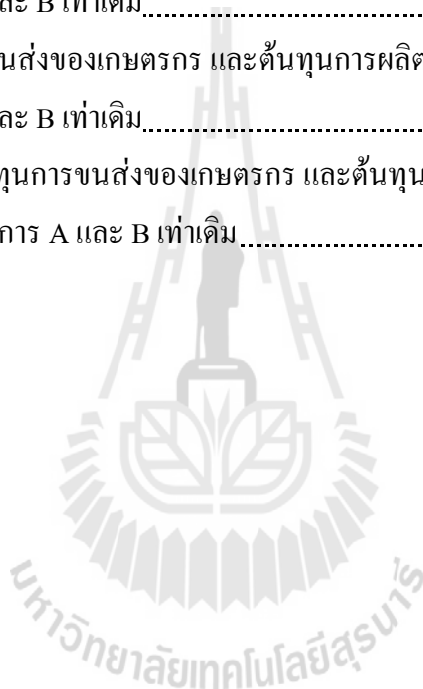 ละ B เท่าเดิม
นส่งของเกษตรกร และต้นทุนการผลิต
ละ B เท่าเดิม
ทุนการขนส่งของเกษตรกร และต้นทุน
การ A และ B เท่าเดิม
มหาวิทยาลัยเทคโนโลยีสุรนารี